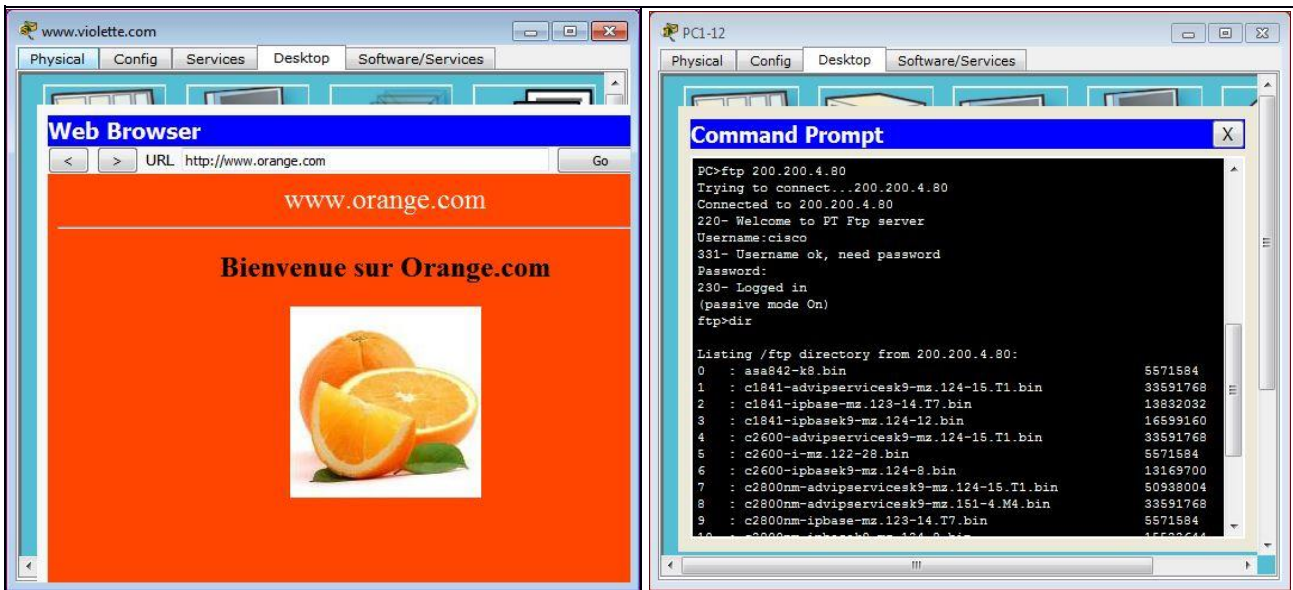 www.violette.com
Physical Config Services Desktop Software/Services
Web Browser
< > URL http://www.orange.com Go
www.orange.com
Bienvenue sur Orange.com
PC1-12
Physical Config Desktop Software/Services
Command Prompt X
PC>ftp 200.200.4.80
Trying to connect...200.200.4.80
Connected to 200.200.4.80
220- Welcome to PT Ftp server
Username:cisco
331- Username ok, need password
Password:
230- Logged in
(passive mode On)
ftp>dir
Listing /ftp directory from 200.200.4.80:
0 : asa842-k8.bin 5571584
1 : c1841-advipservicesk9-mz.124-15.T1.bin 33591768
2 : c1841-ipbase-mz.123-14.T7.bin 13832032
3 : c1841-ipbasek9-mz.124-12.bin 16599160
4 : c2600-advipservicesk9-mz.124-15.T1.bin 33591768
5 : c2600-i-mz.122-28.bin 5571584
6 : c2600-ipbasek9-mz.124-8.bin 13169700
7 : c2800nm-advipservicesk9-mz.124-15.T1.bin 50938004
8 : c2800nm-advipservicesk9-mz.151-4.M4.bin 33591768
9 : c2800nm-ipbase-mz.123-14.T7.bin 5571584